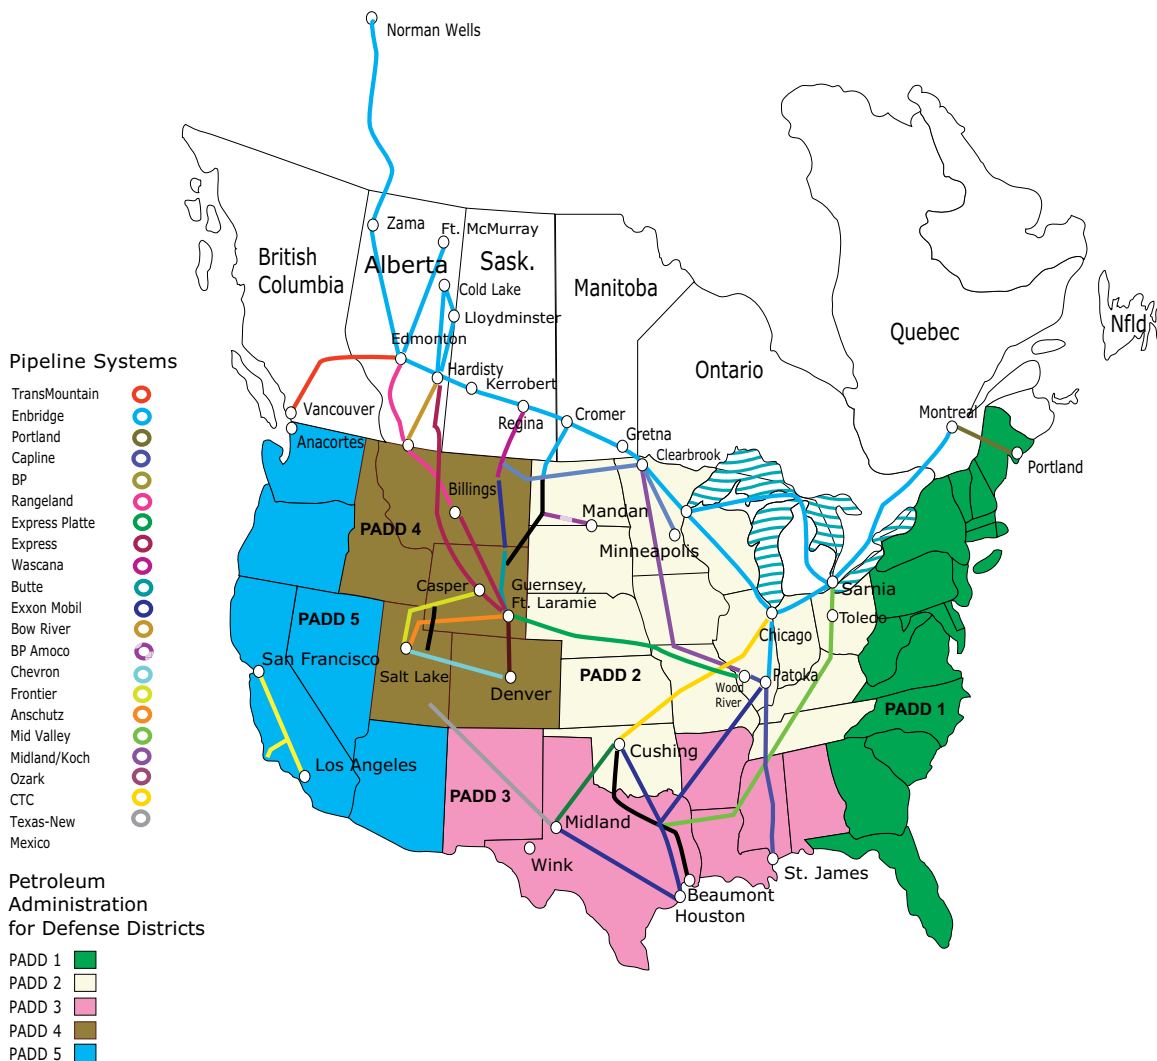 Norman Wells
Zama
Ft. McMurray
British
Columbia
Alberta
Sask.
Cold Lake
Manitoba
Lloydminster
Edmonton
Quebec
Nfld
Ontario
Hardisty
Kerrobert
Vancouver
Regina
Cromer
Montreal
Anacortes
Gretna
Clearbrook
Portland
Billings
PADD 4
Mandan
Minneapolis
Casper
Guernsey,
Ft. Laramie
Sarnia
PADD 5
Toledo
Chicago
San Francisco
Salt Lake
Denver
PADD 2
Wood
River
Patoka
PADD 1
Cushing
Los Angeles
PADD 3
Midland
Wink
St. James
Beaumont
Houston
Pipeline Systems
TransMountain
Enbridge
Portland
Capline
BP
Rangeland
Express Platte
Express
Wascana
Butte
Exxon Mobil
Bow River
BP Amoco
Chevron
Frontier
Anschutz
Mid Valley
Midland/Koch
Ozark
CTC
Texas-New
Mexico
Petroleum
Administration
for Defense Districts
PADD 1
PADD 2
PADD 3
PADD 4
PADD 5